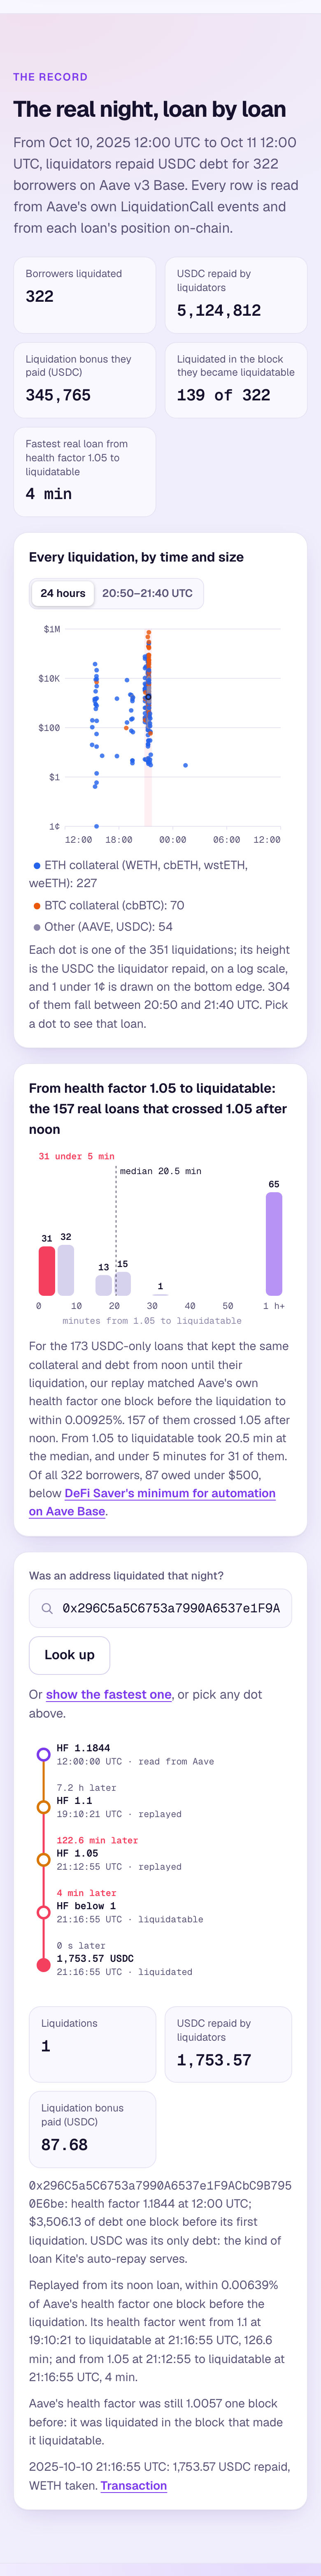 THE RECORD
The real night, loan by loan
From Oct 10, 2025 12:00 UTC to Oct 11 12:00
UTC, liquidators repaid USDC debt for 322
borrowers on Aave v3 Base. Every row is read
from Aave's own LiquidationCall events and
from each loan's position on-chain.
Borrowers liquidated
322
USDC repaid by
liquidators
5,124,812
Liquidation bonus they
paid (USDC)
345,765
Liquidated in the block
they became liquidatable
139 of 322
Fastest real loan from
health factor 1.05 to
liquidatable
4 min
Every liquidation, by time and size
24 hours
20:50–21:40 UTC
$1M
$10K
$100
$1
1¢
12:00 18:00 00:00 06:00 12:00
ETH collateral (WETH, cbETH, wstETH,
weETH): 227
BTC collateral (cbBTC): 70
Other (AAVE, USDC): 54
Each dot is one of the 351 liquidations; its height
is the USDC the liquidator repaid, on a log scale,
and 1 under 1¢ is drawn on the bottom edge. 304
of them fall between 20:50 and 21:40 UTC. Pick
a dot to see that loan.
From health factor 1.05 to liquidatable:
the 157 real loans that crossed 1.05 after
noon
31 under 5 min
median 20.5 min
31 32 13 15 1 65
0 10 20 30 40 50 1 h+
minutes from 1.05 to liquidatable
For the 173 USDC-only loans that kept the same
collateral and debt from noon until their
liquidation, our replay matched Aave's own
health factor one block before the liquidation to
within 0.00925%. 157 of them crossed 1.05 after
noon. From 1.05 to liquidatable took 20.5 min at
the median, and under 5 minutes for 31 of them.
Of all 322 borrowers, 87 owed under $500,
below DeFi Saver's minimum for automation
on Aave Base.
Was an address liquidated that night?
0x296C5a5C6753a7990A6537e1F9A
Look up
Or show the fastest one, or pick any dot
above.
HF 1.1844
12:00:00 UTC · read from Aave
7.2 h later
HF 1.1
19:10:21 UTC · replayed
122.6 min later
HF 1.05
21:12:55 UTC · replayed
4 min later
HF below 1
21:16:55 UTC · liquidatable
0 s later
1,753.57 USDC
21:16:55 UTC · liquidated
Liquidations
1
USDC repaid by
liquidators
1,753.57
Liquidation bonus
paid (USDC)
87.68
0x296C5a5C6753a7990A6537e1F9ACbC9B795
0E6be: health factor 1.1844 at 12:00 UTC;
$3,506.13 of debt one block before its first
liquidation. USDC was its only debt: the kind of
loan Kite's auto-repay serves.
Replayed from its noon loan, within 0.00639%
of Aave's health factor one block before the
liquidation. Its health factor went from 1.1 at
19:10:21 to liquidatable at 21:16:55 UTC, 126.6
min; and from 1.05 at 21:12:55 to liquidatable at
21:16:55 UTC, 4 min.
Aave's health factor was still 1.0057 one block
before: it was liquidated in the block that made
it liquidatable.
2025-10-10 21:16:55 UTC: 1,753.57 USDC repaid,
WETH taken. Transaction